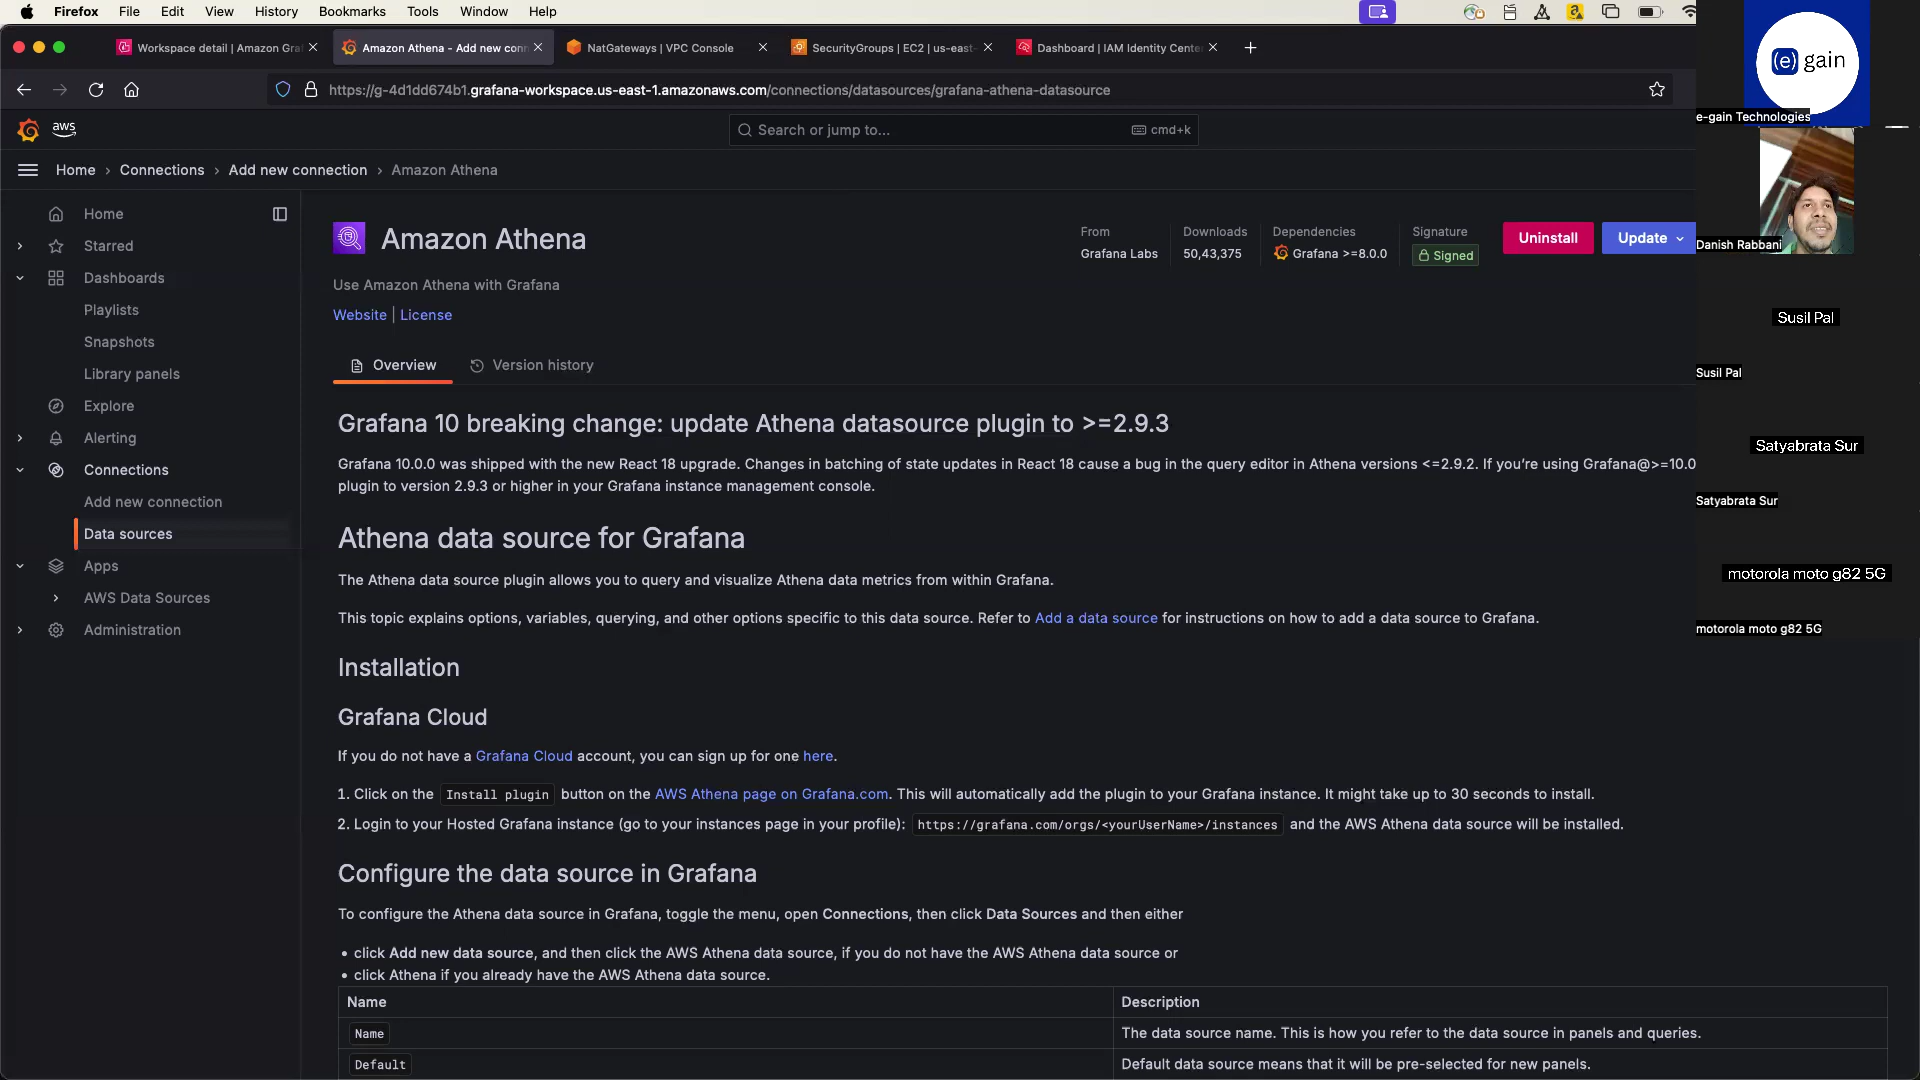 Firefox File Edit View History Bookmarks Tools Window Help
Workspace detail | Amazon Gra
Amazon Athena - Add new conn
NatGateways | VPC Console
SecurityGroups | EC2 | us-east-
Dashboard | IAM Identity Cente
https://g-4d1dd674b1.grafana-workspace.us-east-1.amazonaws.com/connections/datasources/grafana-athena-datasource
aws
Search or jump to...
cmd+k
Home › Connections › Add new connection › Amazon Athena
Home
Starred
Dashboards
Playlists
Snapshots
Library panels
Explore
Alerting
Connections
Add new connection
Data sources
Apps
AWS Data Sources
Administration
Amazon Athena
From
Grafana Labs
Downloads
50,43,375
Dependencies
Grafana >=8.0.0
Signature
Signed
Uninstall
Update
Use Amazon Athena with Grafana
Website | License
Overview
Version history
Grafana 10 breaking change: update Athena datasource plugin to >=2.9.3
Grafana 10.0.0 was shipped with the new React 18 upgrade. Changes in batching of state updates in React 18 cause a bug in the query editor in Athena versions <=2.9.2. If you’re using Grafana@>=10.0
plugin to version 2.9.3 or higher in your Grafana instance management console.
Athena data source for Grafana
The Athena data source plugin allows you to query and visualize Athena data metrics from within Grafana.
This topic explains options, variables, querying, and other options specific to this data source. Refer to Add a data source for instructions on how to add a data source to Grafana.
Installation
Grafana Cloud
If you do not have a Grafana Cloud account, you can sign up for one here.
1. Click on the Install plugin button on the AWS Athena page on Grafana.com. This will automatically add the plugin to your Grafana instance. It might take up to 30 seconds to install.
2. Login to your Hosted Grafana instance (go to your instances page in your profile): https://grafana.com/orgs/<yourUserName>/instances and the AWS Athena data source will be installed.
Configure the data source in Grafana
To configure the Athena data source in Grafana, toggle the menu, open Connections, then click Data Sources and then either
• click Add new data source, and then click the AWS Athena data source, if you do not have the AWS Athena data source or
• click Athena if you already have the AWS Athena data source.
Name Description
Name The data source name. This is how you refer to the data source in panels and queries.
Default Default data source means that it will be pre-selected for new panels.
(e) gain
e-gain Technologies
Danish Rabbani
Susil Pal
Susil Pal
Satyabrata Sur
Satyabrata Sur
motorola moto g82 5G
motorola moto g82 5G